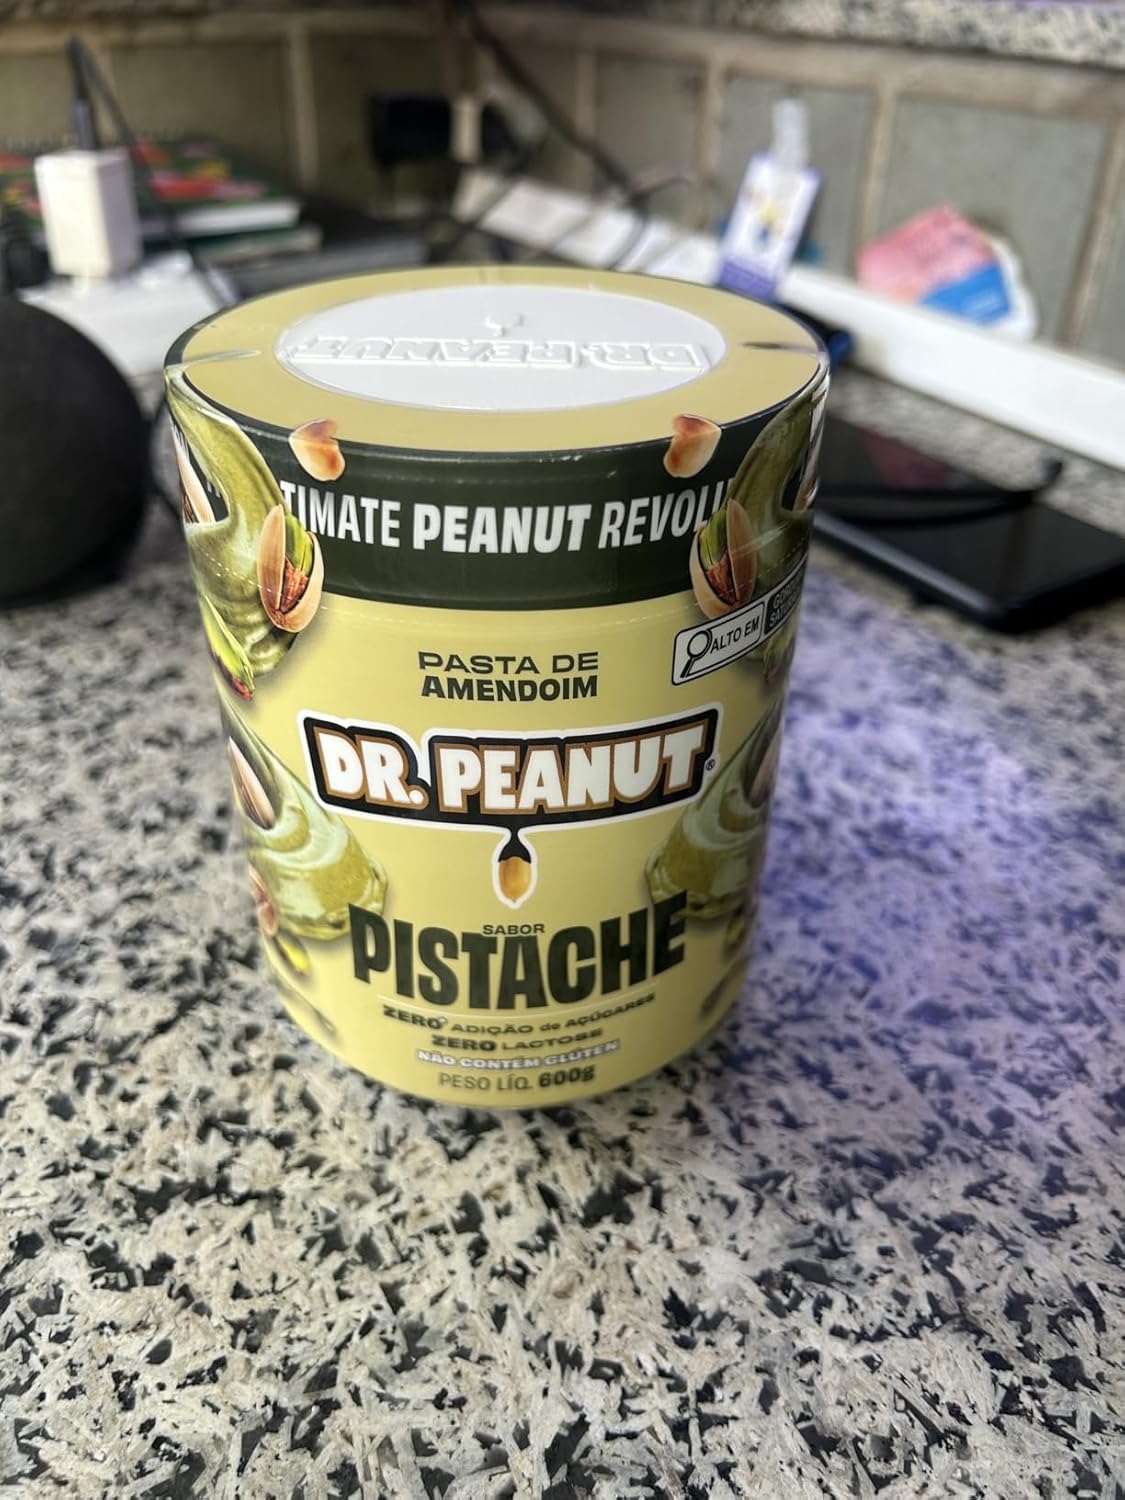 DR. PEANUT
TIMATE PEANUT REVOLU
ALTO EM
PASTA DE
AMENDOIM
DR. PEANUT®
SABOR
PISTACHE
ZERO* ADIÇÃO de AÇÚCARES
ZERO LACTOSE
NÃO CONTÉM GLÚTEN
PESO LÍQ. 600g